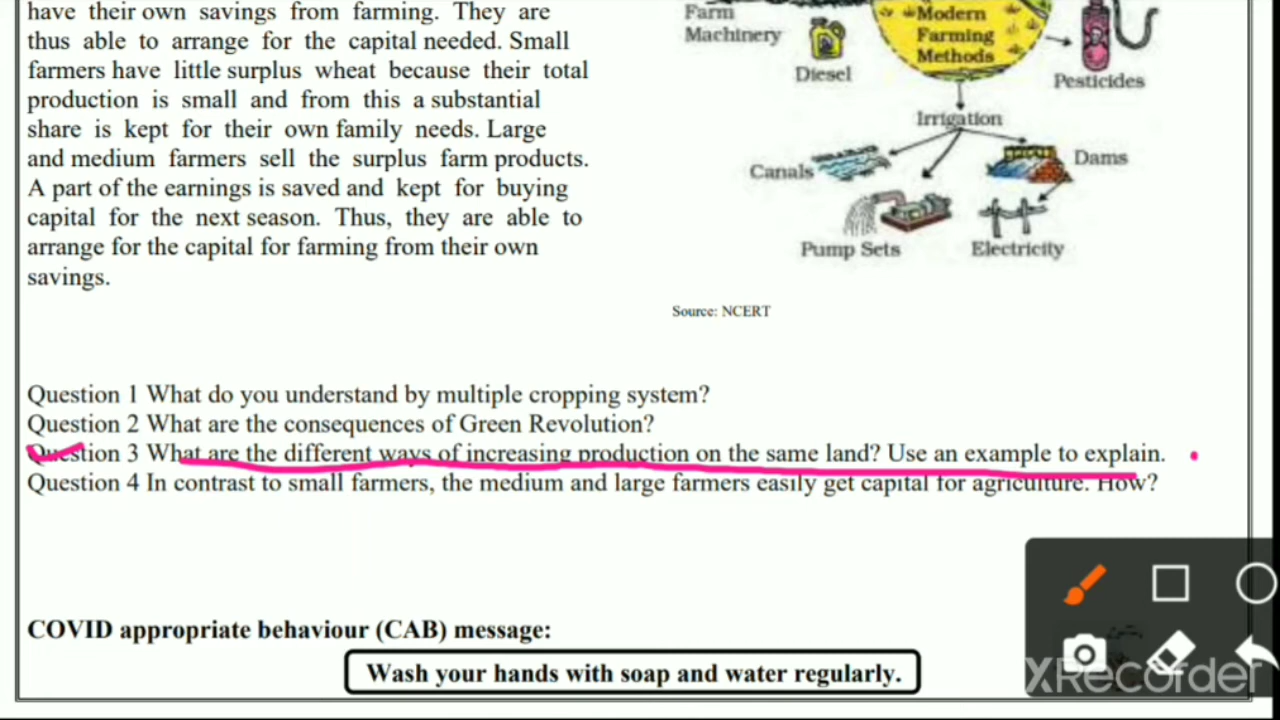 have their own savings from farming. They are
thus able to arrange for the capital needed. Small
farmers have little surplus wheat because their total
production is small and from this a substantial
share is kept for their own family needs. Large
and medium farmers sell the surplus farm products.
A part of the earnings is saved and kept for buying
capital for the next season. Thus, they are able to
arrange for the capital for farming from their own
savings.
Farm
Machinery
Diesel
Modern
Farming
Methods
Pesticides
Irrigation
Canals
Dams
Pump Sets
Electricity
Source: NCERT
Question 1 What do you understand by multiple cropping system?
Question 2 What are the consequences of Green Revolution?
Question 3 What are the different ways of increasing production on the same land? Use an example to explain.
Question 4 In contrast to small farmers, the medium and large farmers easily get capital for agriculture. How?
COVID appropriate behaviour (CAB) message:
Wash your hands with soap and water regularly.
XRecorder